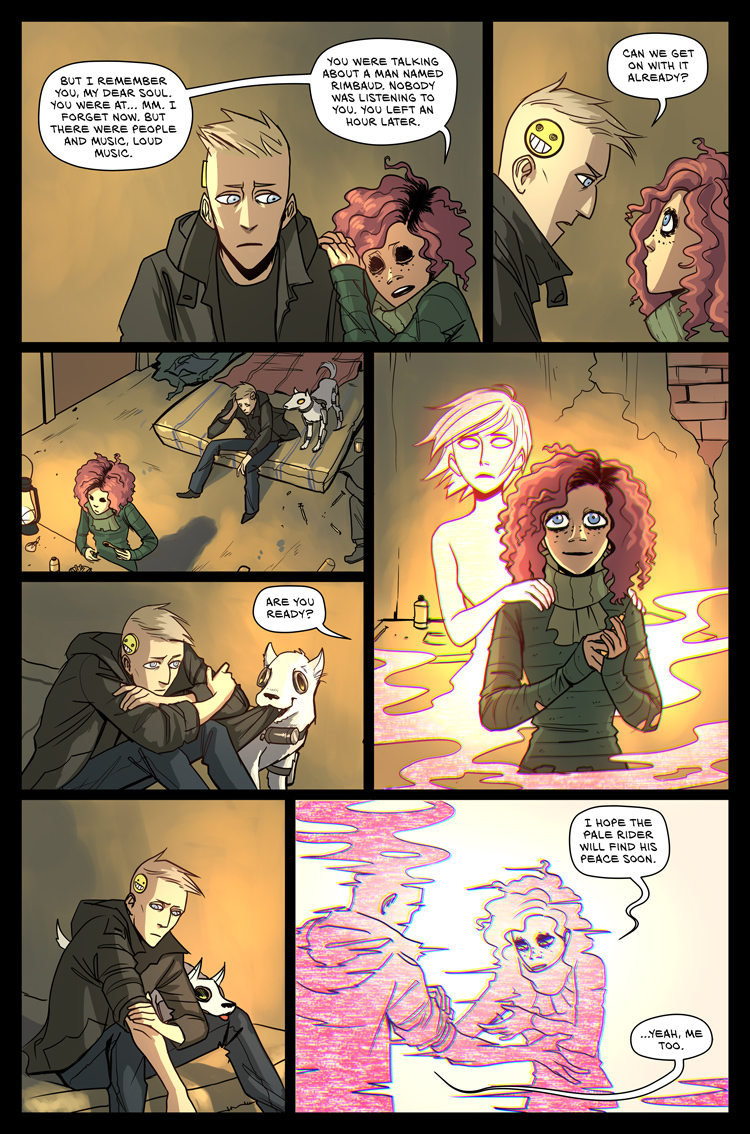 BUT I REMEMBER
YOU, MY DEAR SOUL.
YOU WERE AT... MM. I
FORGET NOW. BUT
THERE WERE PEOPLE
AND MUSIC, LOUD
MUSIC.
YOU WERE TALKING
ABOUT A MAN NAMED
RIMBAUD. NOBODY
WAS LISTENING TO
YOU. YOU LEFT AN
HOUR LATER.
CAN WE GET
ON WITH IT
ALREADY?
ARE YOU
READY?
I HOPE THE
PALE RIDER
WILL FIND HIS
PEACE SOON.
...YEAH, ME
TOO.